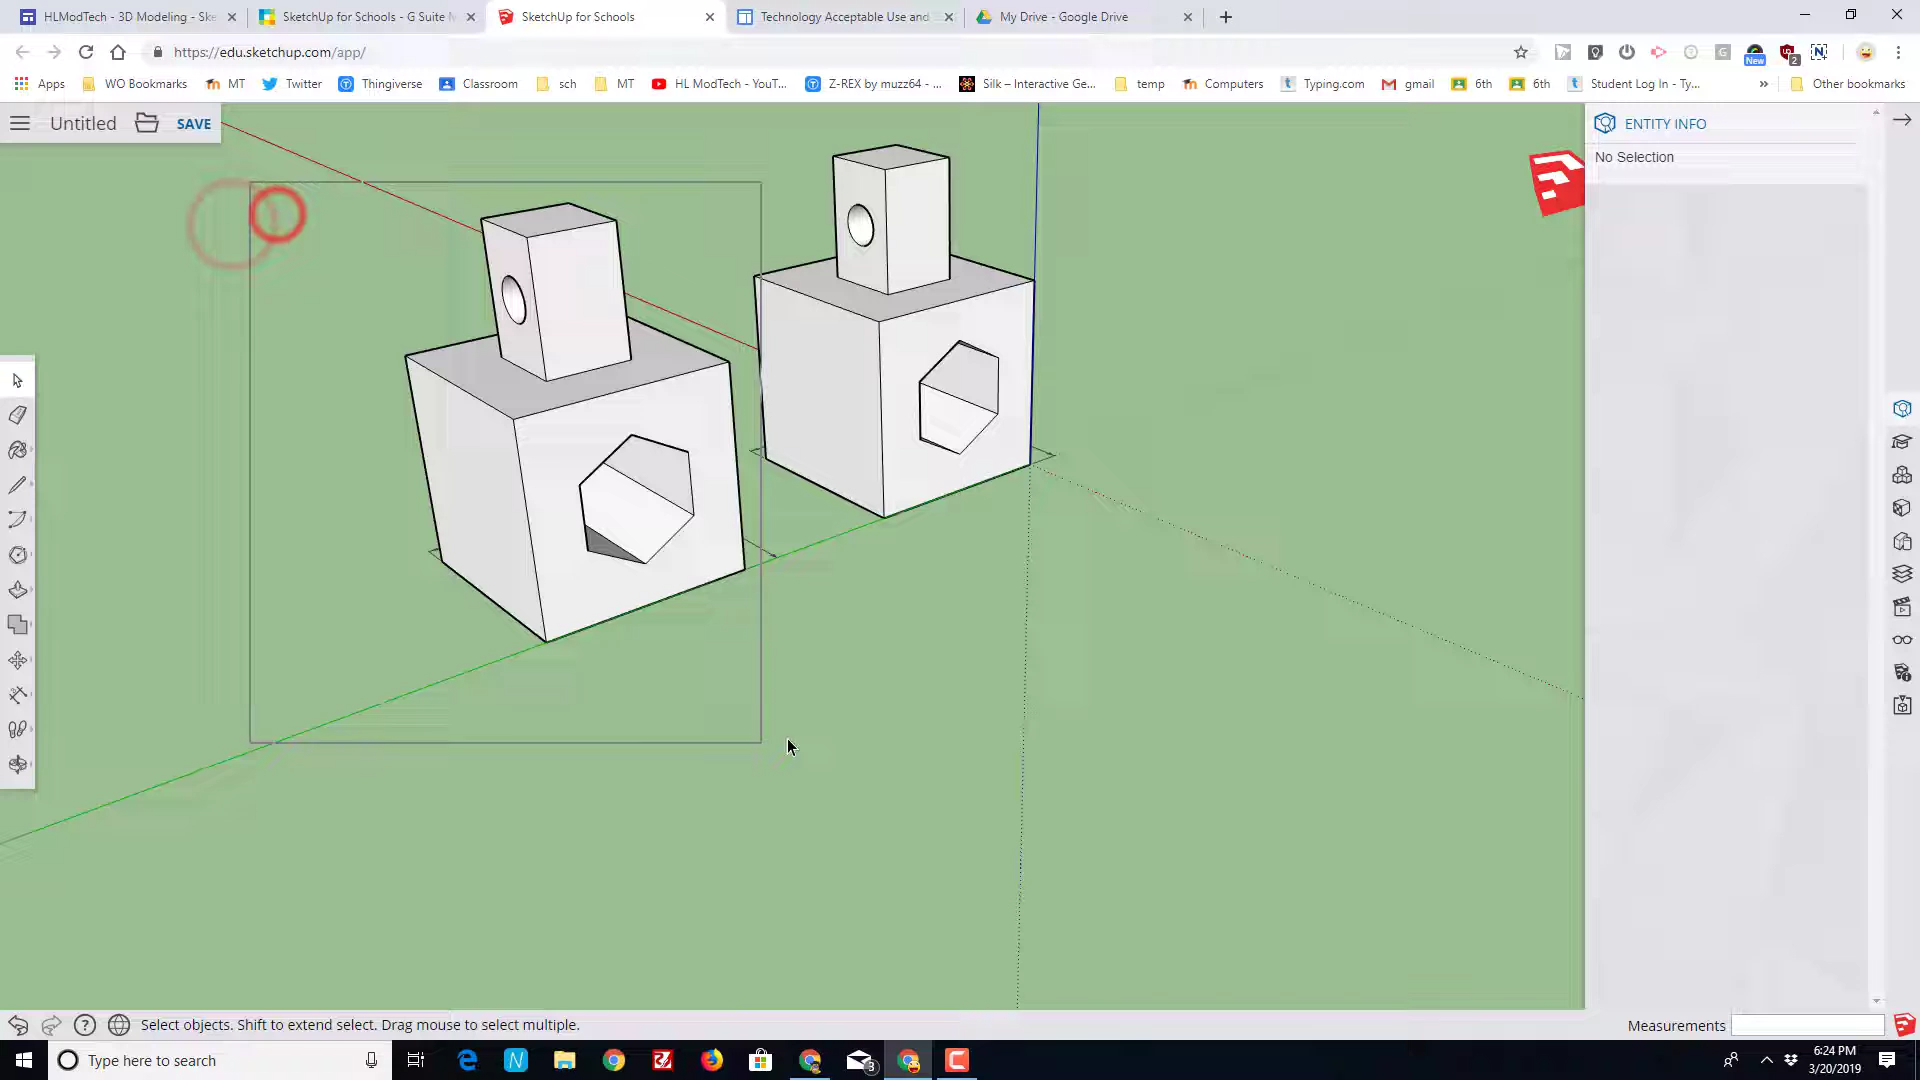 HLModTech - 3D Modeling - Ske
SketchUp for Schools - G Suite M
SketchUp for Schools
Technology Acceptable Use and
My Drive - Google Drive
https://edu.sketchup.com/app/
New
2
Apps
WO Bookmarks
MT
Twitter
Thingiverse
Classroom
sch
MT
HL ModTech - YouT...
Z-REX by muzz64 - ...
Silk – Interactive Ge...
temp
Computers
Typing.com
gmail
6th
6th
Student Log In - Ty...
»
Other bookmarks
Untitled
SAVE
ENTITY INFO
No Selection
Select objects. Shift to extend select. Drag mouse to select multiple.
Measurements
Type here to search
3
6:24 PM
3/20/2019